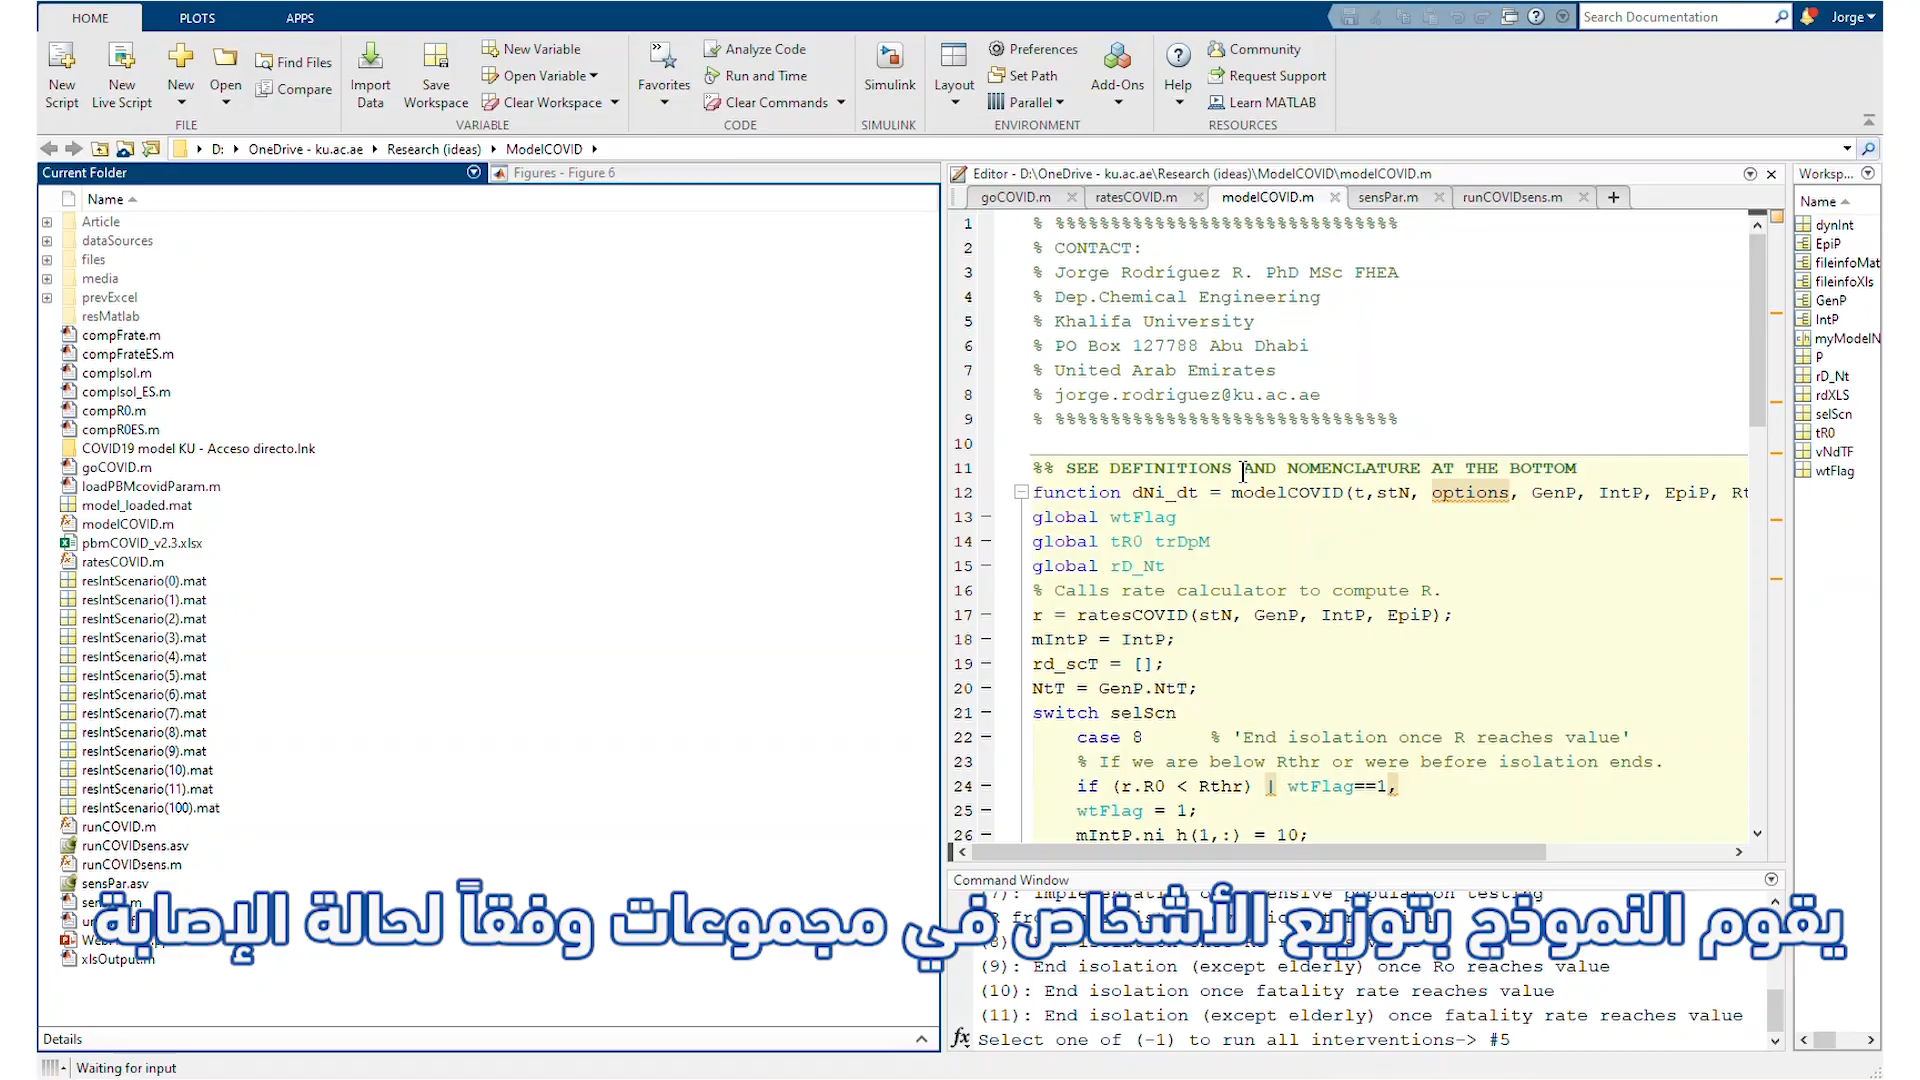 HOME PLOTS APPS
Search Documentation Jorge
New Script
New Live Script
New
Open
Find Files
Compare
FILE
Import Data
Save Workspace
New Variable
Open Variable
Clear Workspace
VARIABLE
Favorites
Analyze Code
Run and Time
Clear Commands
CODE
Simulink
SIMULINK
Layout
Preferences
Set Path
Parallel
Add-Ons
ENVIRONMENT
Help
Community
Request Support
Learn MATLAB
RESOURCES
D: OneDrive - ku.ac.ae Research (ideas) ModelCOVID
Current Folder
Name
Article
dataSources
files
media
prevExcel
resMatlab
compFrate.m
compFrateES.m
compIsol.m
compIsol_ES.m
compR0.m
compR0ES.m
COVID19 model KU - Acceso directo.lnk
goCOVID.m
loadPBMcovidParam.m
model_loaded.mat
modelCOVID.m
pbmCOVID_v2.3.xlsx
ratesCOVID.m
resIntScenario(0).mat
resIntScenario(1).mat
resIntScenario(2).mat
resIntScenario(3).mat
resIntScenario(4).mat
resIntScenario(5).mat
resIntScenario(6).mat
resIntScenario(7).mat
resIntScenario(8).mat
resIntScenario(9).mat
resIntScenario(10).mat
resIntScenario(11).mat
resIntScenario(100).mat
runCOVID.m
runCOVIDsens.asv
runCOVIDsens.m
sensPar.asv
xlsOutput.m
Details
Waiting for input
Figures - Figure 6
Editor - D:\OneDrive - ku.ac.ae\Research (ideas)\ModelCOVID\modelCOVID.m
goCOVID.m ratesCOVID.m modelCOVID.m sensPar.m runCOVIDsens.m
1 % %%%%%%%%%%%%%%%%%%%%%%%%%%%%%%%
2 % CONTACT:
3 % Jorge Rodríguez R. PhD MSc FHEA
4 % Dep.Chemical Engineering
5 % Khalifa University
6 % PO Box 127788 Abu Dhabi
7 % United Arab Emirates
8 % jorge.rodriguez@ku.ac.ae
9 % %%%%%%%%%%%%%%%%%%%%%%%%%%%%%%%
10
11 %% SEE DEFINITIONS AND NOMENCLATURE AT THE BOTTOM
12 function dNi_dt = modelCOVID(t,stN, options, GenP, IntP, EpiP, Rt
13 global wtFlag
14 global tR0 trDpM
15 global rD_Nt
16 % Calls rate calculator to compute R.
17 r = ratesCOVID(stN, GenP, IntP, EpiP);
18 mIntP = IntP;
19 rd_scT = [];
20 NtT = GenP.NtT;
21 switch selScn
22 case 8 % 'End isolation once R reaches value'
23 % If we are below Rthr or were before isolation ends.
24 if (r.R0 < Rthr) | wtFlag==1,
25 wtFlag = 1;
26 mIntP.ni_h(1,:) = 10;
Worksp...
Name
dynInt
EpiP
fileinfoMat
fileinfoXls
GenP
IntP
myModelN
P
rD_Nt
rdXLS
selScn
tR0
vNdTF
wtFlag
Command Window
(9): End isolation (except elderly) once Ro reaches value
(10): End isolation once fatality rate reaches value
(11): End isolation (except elderly) once fatality rate reaches value
fx Select one of (-1) to run all interventions-> #5
يقوم النموذج بتوزيع الأشخاص في مجموعات وفقاً لحالة الإصابة